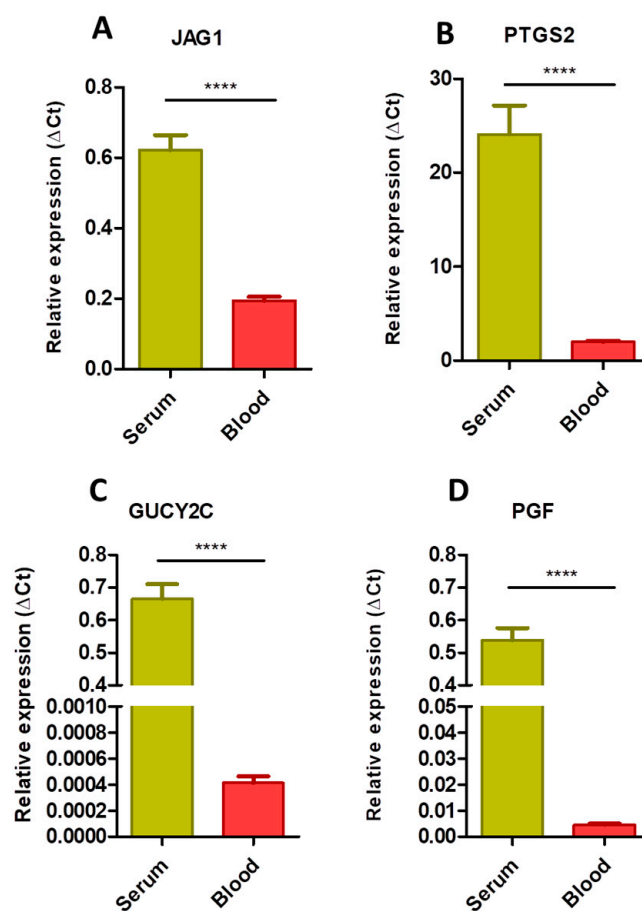 A
JAG1
Relative expression (ΔCt)
0.8
0.6
0.4
0.2
0.0
****
Serum
Blood
B
PTGS2
Relative expression (ΔCt)
30
20
10
0
****
Serum
Blood
C
GUCY2C
Relative expression (ΔCt)
0.8
0.7
0.6
0.5
0.4
0.0010
0.0008
0.0006
0.0004
0.0002
0.0000
****
Serum
Blood
D
PGF
Relative expression (ΔCt)
0.8
0.7
0.6
0.5
0.4
0.05
0.04
0.03
0.02
0.01
0.00
****
Serum
Blood